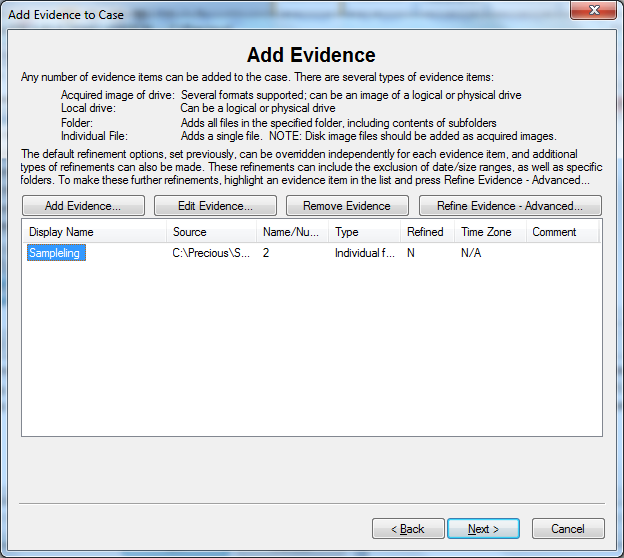 Add Evidence to Case
Add Evidence
Any number of evidence items can be added to the case. There are several types of evidence items:
Acquired image of drive: Several formats supported; can be an image of a logical or physical drive
Local drive: Can be a logical or physical drive
Folder: Adds all files in the specified folder, including contents of subfolders
Individual File: Adds a single file. NOTE: Disk image files should be added as acquired images.
The default refinement options, set previously, can be overridden independently for each evidence item, and additional
types of refinements can also be made. These refinements can include the exclusion of date/size ranges, as well as specific
folders. To make these further refinements, highlight an evidence item in the list and press Refine Evidence - Advanced...
Add Evidence... Edit Evidence... Remove Evidence Refine Evidence - Advanced...
Display Name Source Name/Nu... Type Refined Time Zone Comment
Sampleling C:\Precious\S... 2 Individual f... N N/A
< Back Next > Cancel